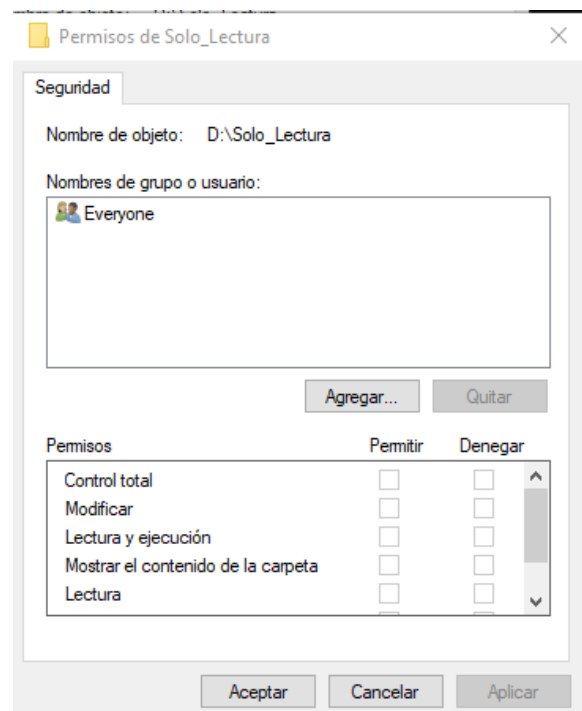 Permisos de Solo_Lectura
Seguridad
Nombre de objeto: D:\Solo_Lectura
Nombres de grupo o usuario:
Everyone
Agregar... Quitar
Permisos Permitir Denegar
Control total
Modificar
Lectura y ejecución
Mostrar el contenido de la carpeta
Lectura
Aceptar Cancelar Aplicar